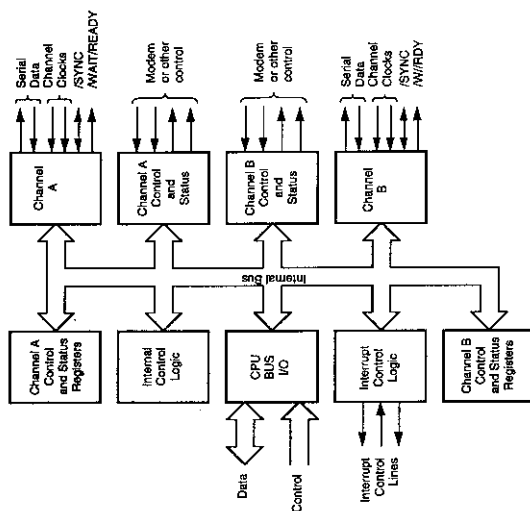 Serial
Data
Channel
Clocks
/SYNC
/WAIT/READY
Modem
or other
control
Modem
or other
control
Serial
Data
Channel
Clocks
/SYNC
/W//RDY
Channel
A
Channel A
Control
and
Status
Channel B
Control
and
Status
Channel
B
Internal Bus
Channel A
Control
and Status
Registers
Internal
Control
Logic
CPU
BUS
I/O
Interrupt
Control
Logic
Channel B
Control
and Status
Registers
Data
Control
Interrupt
Control
Lines